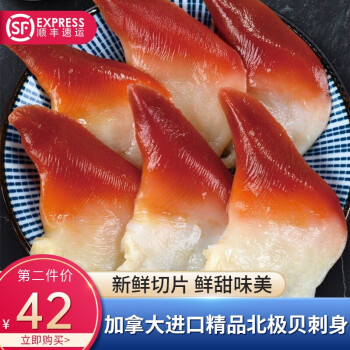 SF EXPRESS
顺丰速运
新鲜切片 鲜甜味美
第二件价
¥42
立即购买>
加拿大进口精品北极贝刺身